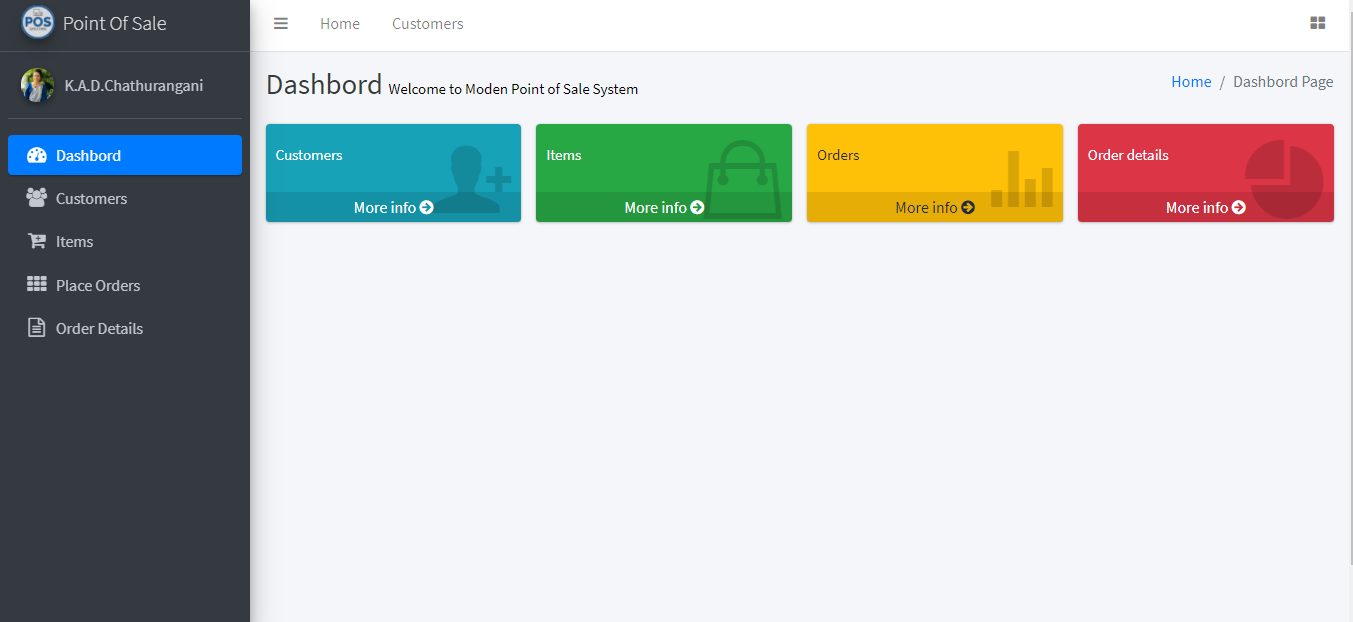 POS Point Of Sale
Home Customers
K.A.D.Chathurangani
Dashbord
Customers
Items
Place Orders
Order Details
Dashbord Welcome to Moden Point of Sale System
Home / Dashbord Page
Customers
More info
Items
More info
Orders
More info
Order details
More info